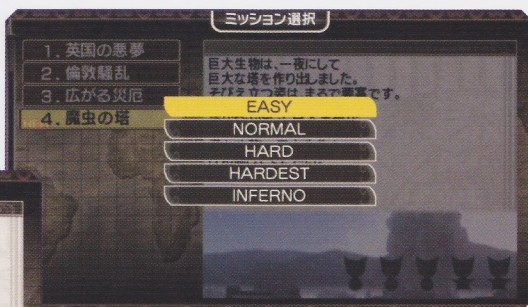 ミッション選択
1. 英国の悪夢
2. 倫敦騒乱
3. 広がる災厄
4. 魔虫の塔
巨大生物は、一夜にして
巨大な塔を作り出しました。
そびえ立つ姿は、まるで要塞です。
EASY
NORMAL
HARD
HARDEST
INFERNO